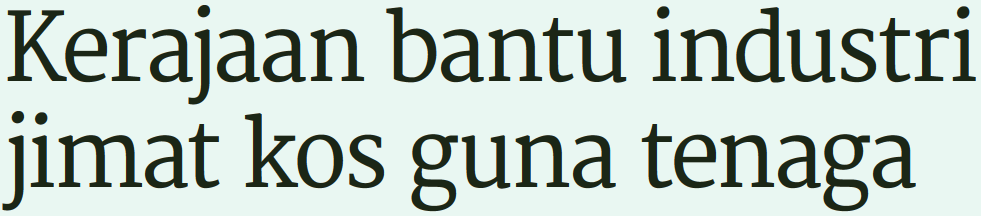 Kerajaan bantu industri
jimat kos guna tenaga